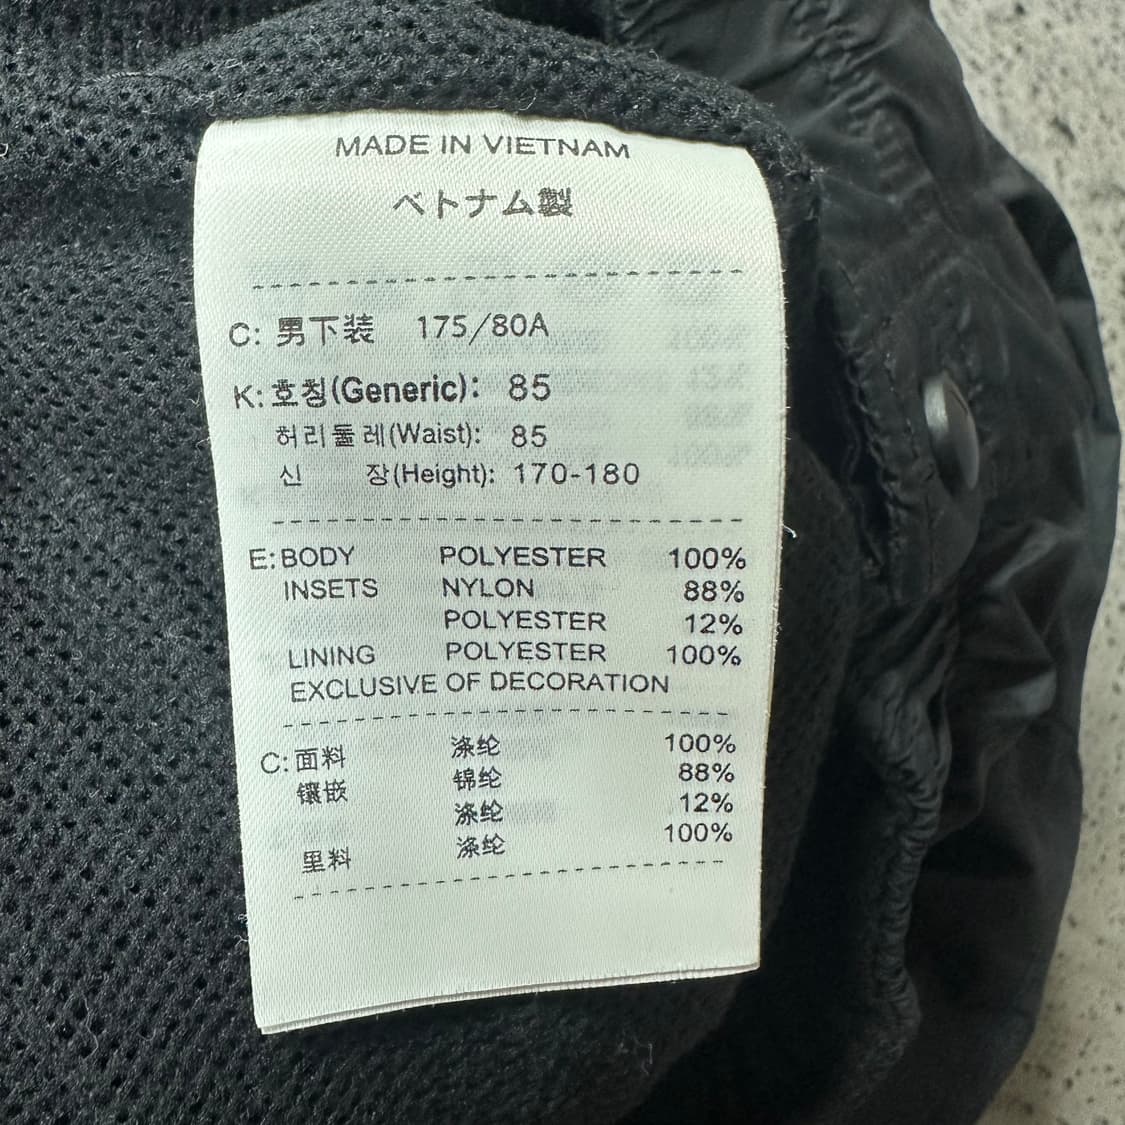 MADE IN VIETNAM
ベトナム製
C: 男下装 175/80A
K: 호칭(Generic): 85
허리둘레(Waist): 85
신 장(Height): 170-180
E: BODY POLYESTER 100%
INSETS NYLON 88%
POLYESTER 12%
LINING POLYESTER 100%
EXCLUSIVE OF DECORATION
C: 面料 涤纶 100%
镶嵌 锦纶 88%
涤纶 12%
里料 涤纶 100%